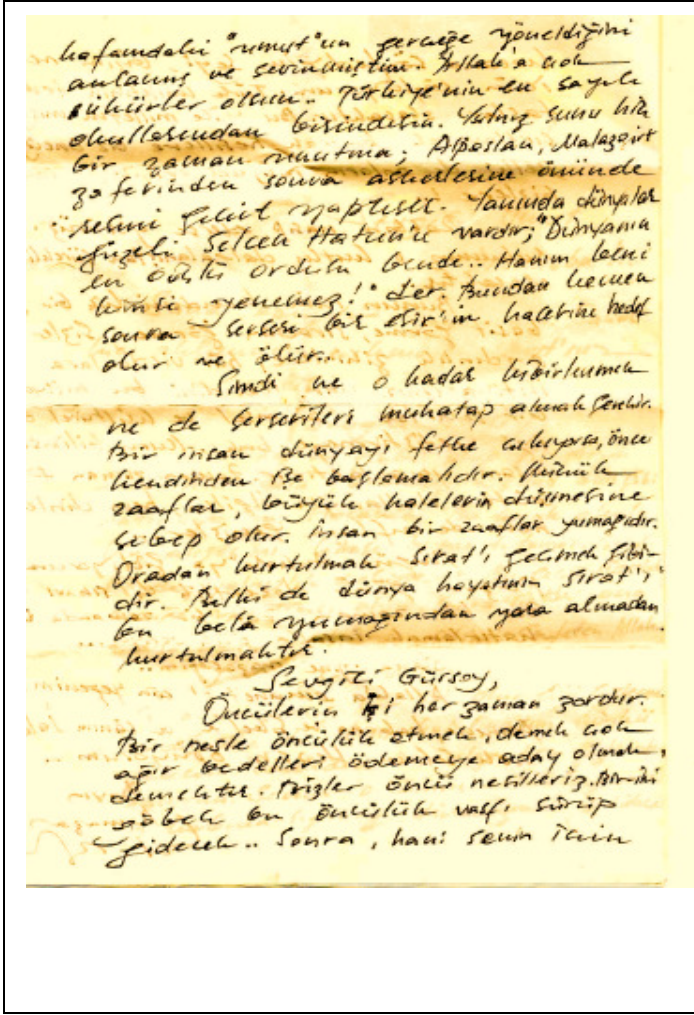 kafamdaki "umut"un gerçeğe yöneldiğini
anlamış ve sevinmiştim. Allah'a çok
şükürler olsun.. Türkiye'nin en sayılı
okullarından birindesin. Yalnız şunu hiç
bir zaman unutma; Alpaslan, Malazgirt
zaferinden sonra askerlerine önünde
resmi geçit yaptırır. Yanında dünyalar
güzeli Selcen Hatun'u vardır; "Dünyanın
en güçlü ordusu bende.. Hanım beni
kimse yenemez!" der. Bundan hemen
sonra serseri bir esir'in hançerine hedef
olur ve ölür..
Şimdi ne o kadar kibirlenmek
ne de serserileri muhatap almak gerekir.
Bir insan dünyayı fethe çıkıyorsa, önce
kendinden işe başlamalıdır. Küçük
zaaflar, büyük kalelerin düşmesine
sebep olur. İnsan bir zaaflar yumağıdır.
Oradan kurtulmak Sırat'ı geçmek gibi-
dir. Belki de dünya hayatının Sırat'ı
bu belâ yumağından yara almadan
kurtulmaktır.
Sevgili Gürsoy,
Öncülerin işi her zaman zordur.
Bir nesle öncülük etmek, demek çok
ağır bedelleri ödemeye aday olmak,
demektir. Bizler öncü nesilleriz. Bir iki
göbek bu öncülük vasfı sürüp
gidecek.. Sonra, hani senin için